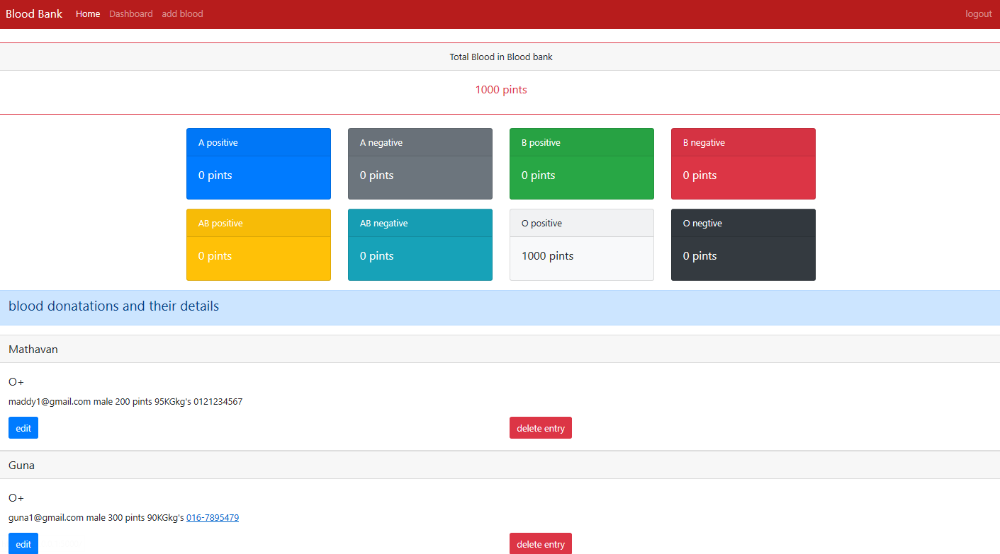 Blood Bank Home Dashboard add blood logout
Total Blood in Blood bank
1000 pints
A positive A negative B positive B negative
0 pints 0 pints 0 pints 0 pints
AB positive AB negative O positive O negtive
0 pints 0 pints 1000 pints 0 pints
blood donatations and their details
Mathavan
O+
maddy1@gmail.com male 200 pints 95KGkg's 0121234567
edit delete entry
Guna
O+
guna1@gmail.com male 300 pints 90KGkg's 016-7895479
edit delete entry